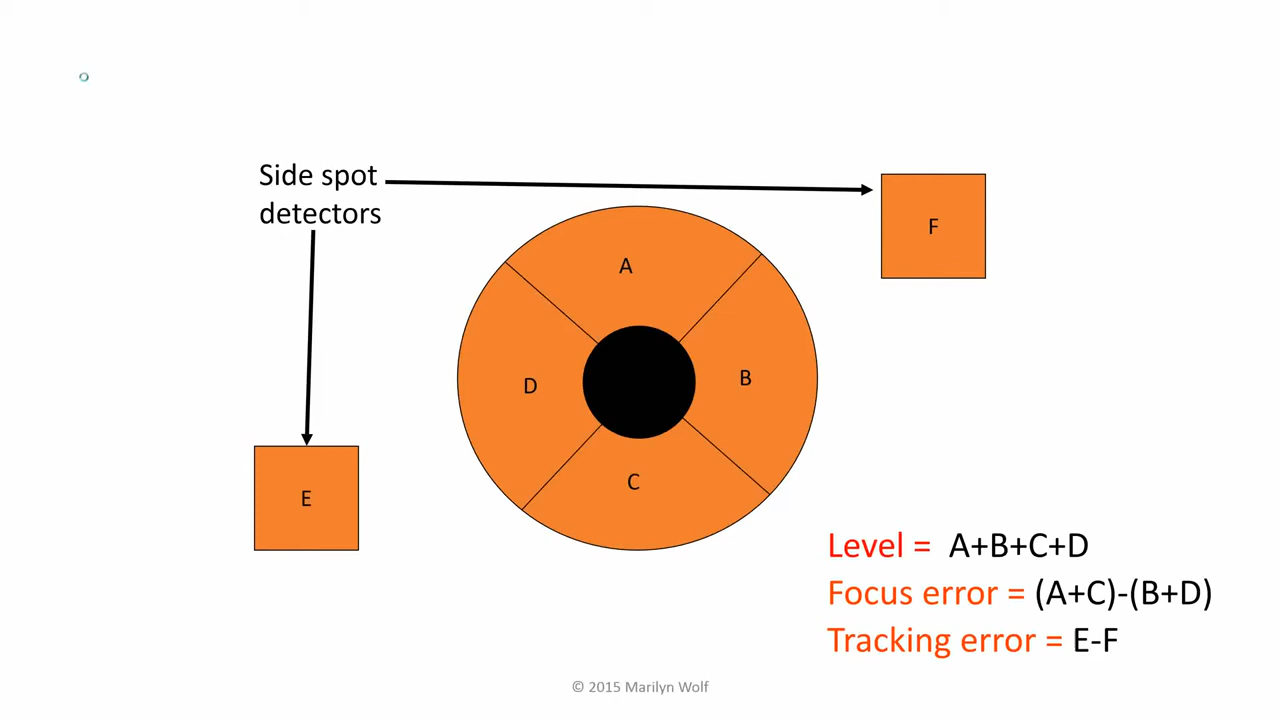 Side spot
detectors
F
A
D
B
C
E
Level =  A+B+C+D
Focus error = (A+C)-(B+D)
Tracking error = E-F
© 2015 Marilyn Wolf